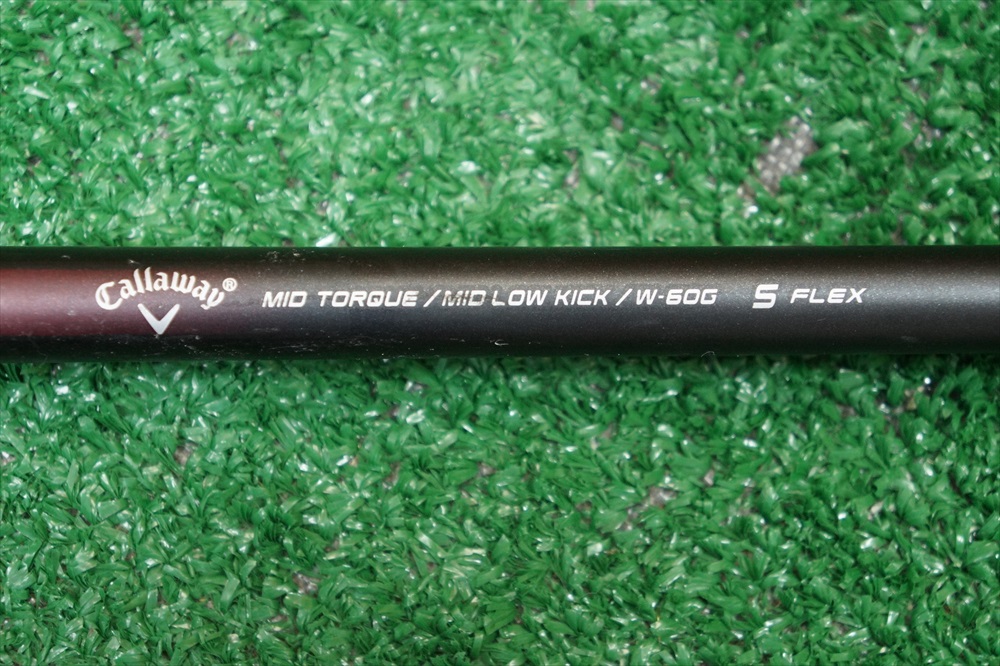 Callaway® MID TORQUE / MID LOW KICK / W-60G S FLEX